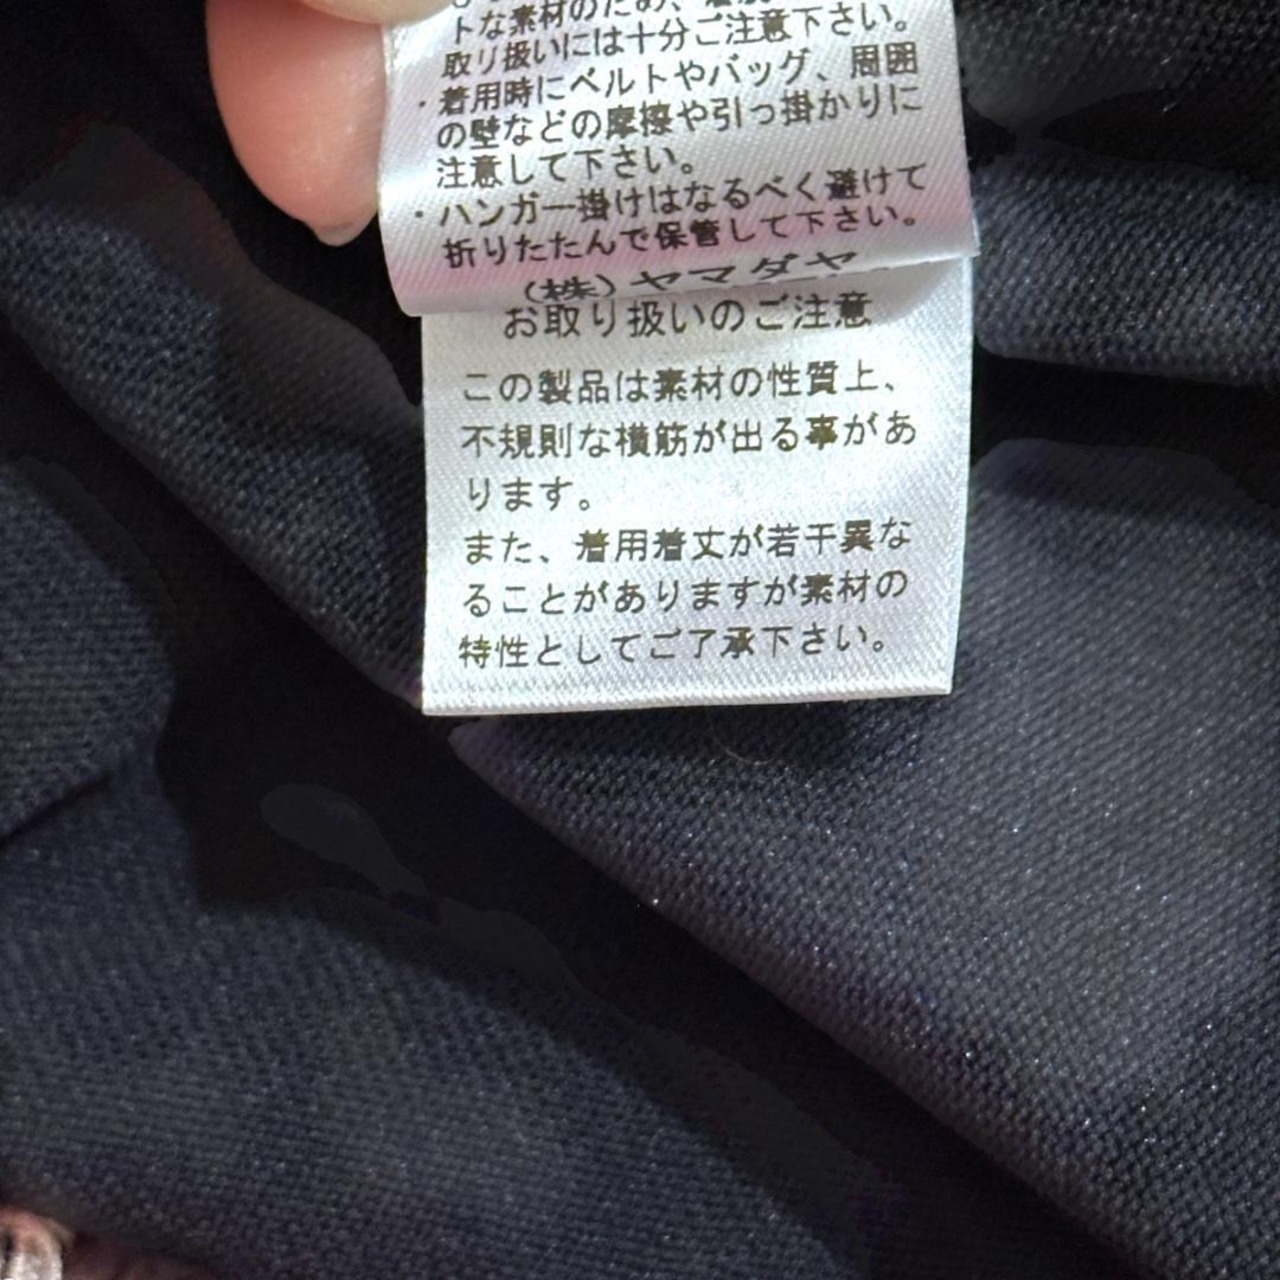 トな素材のため、
取り扱いには十分ご注意下さい。
・着用時にベルトやバッグ、周囲
の壁などの摩擦や引っ掛かりに
注意して下さい。
・ハンガー掛けはなるべく避けて
折りたたんで保管して下さい。
(株)ヤマダヤ
お取り扱いのご注意
この製品は素材の性質上、
不規則な横筋が出る事があ
ります。
また、着用着丈が若干異な
ることがありますが素材の
特性としてご了承下さい。